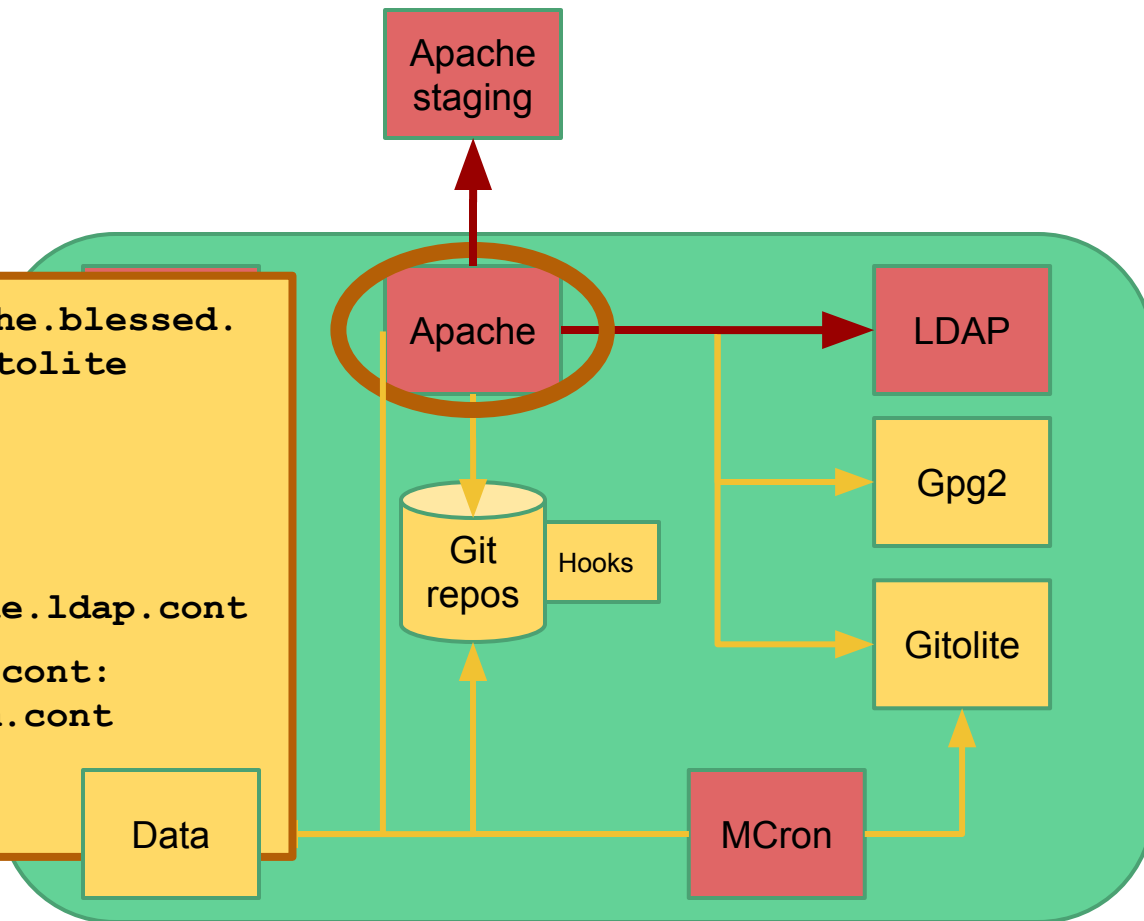 Apache
staging
he.blessed.
tolite
Apache
LDAP
Gpg2
Git
repos
Hooks
e.ldap.cont
cont:
.cont
Gitolite
Data
MCron